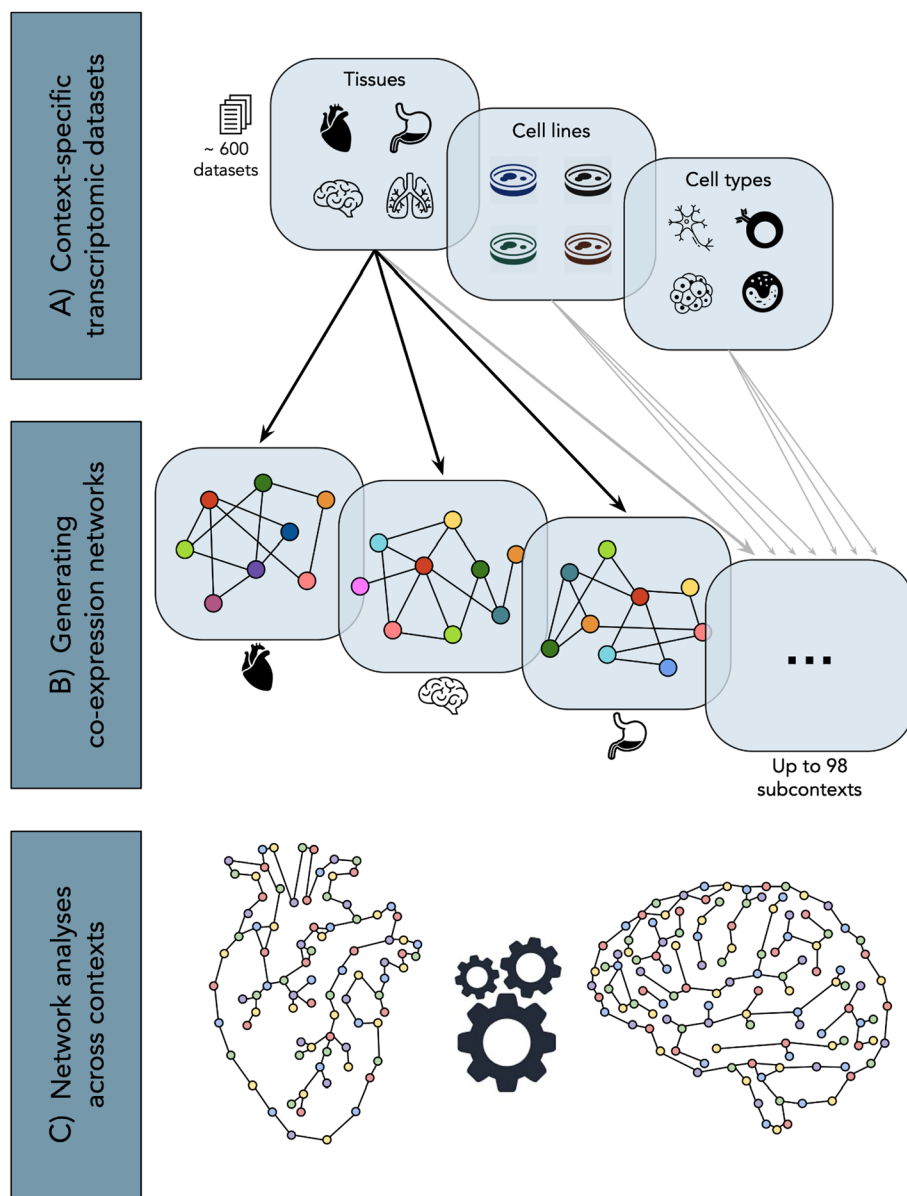 A) Context-specific
transcriptomic datasets
~ 600
datasets
Tissues
Cell lines
Cell types
B) Generating
co-expression networks
...
Up to 98
subcontexts
C) Network analyses
across contexts